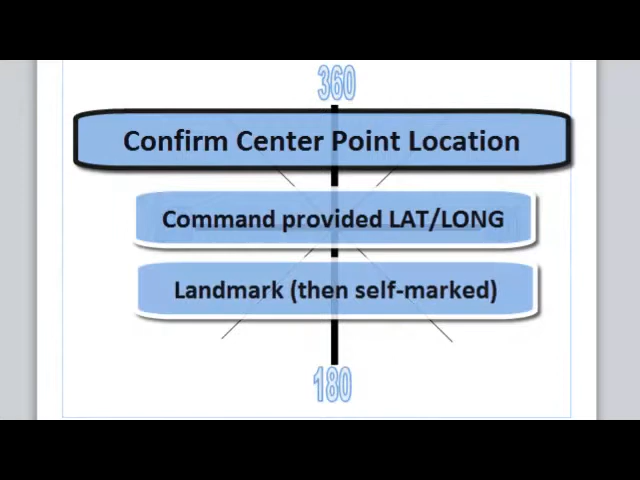 360
Confirm Center Point Location
Command provided LAT/LONG
Landmark (then self-marked)
180